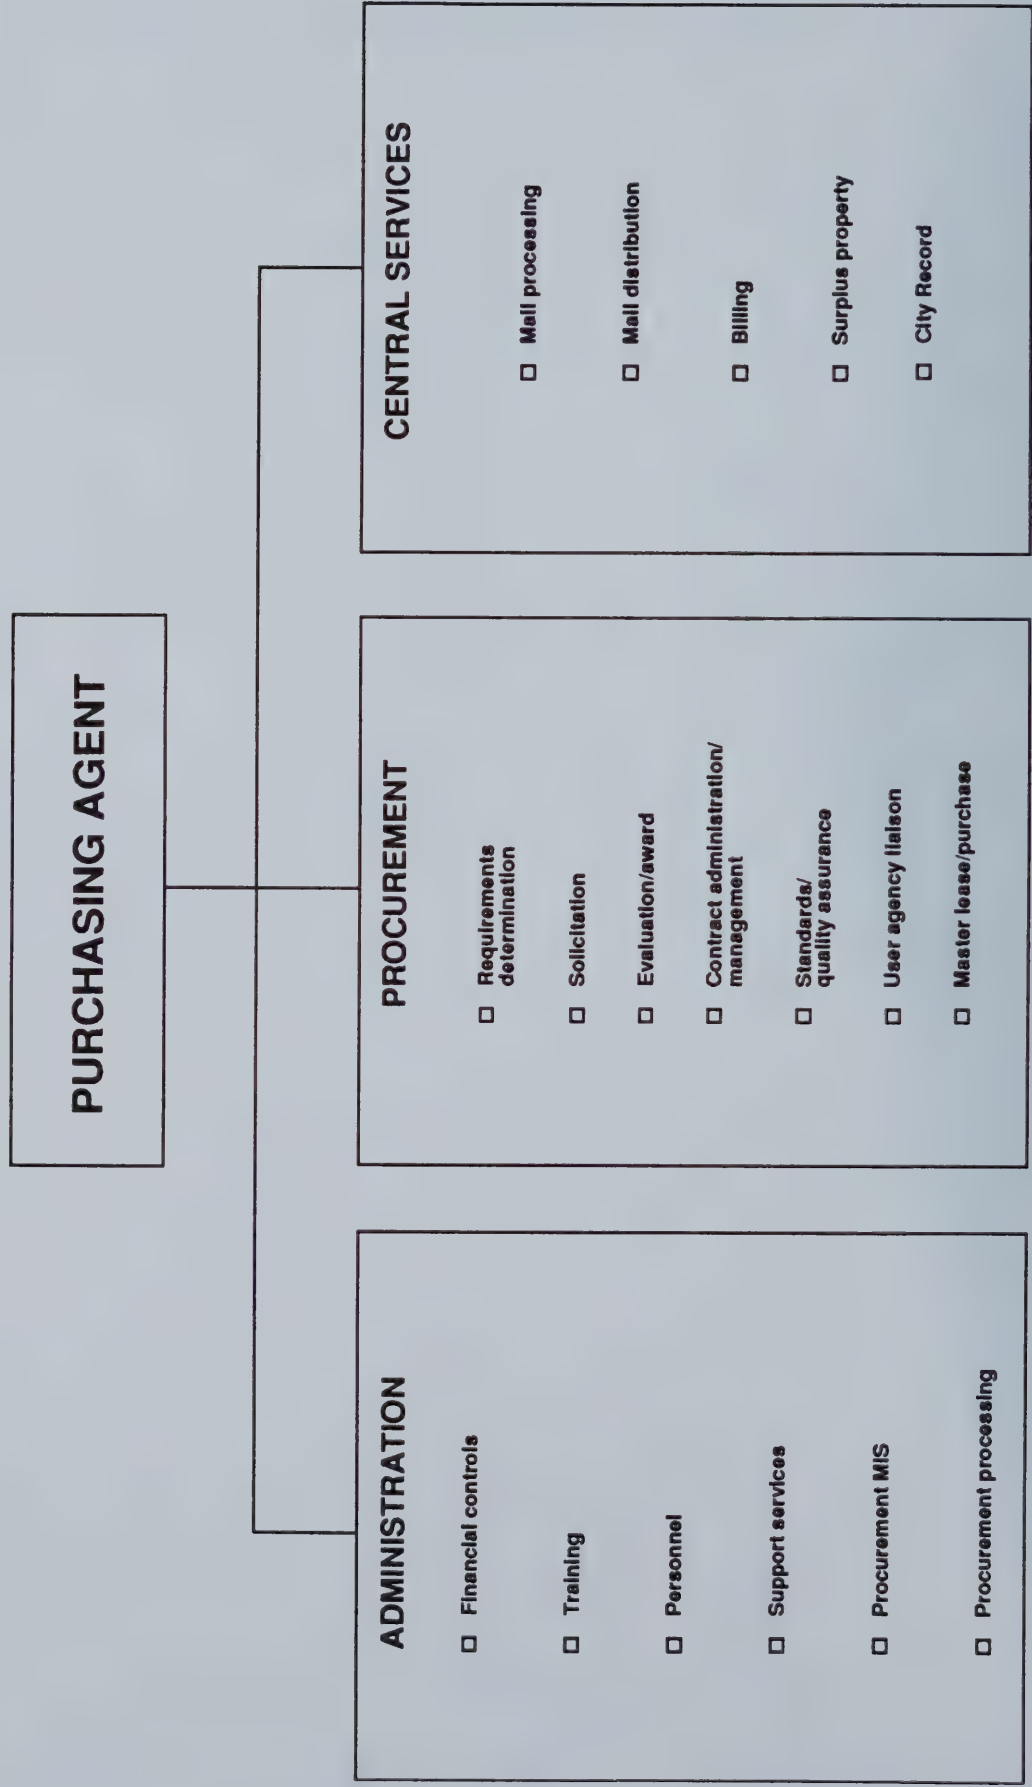 PURCHASING AGENT
ADMINISTRATION
□ Financial controls
□ Training
□ Personnel
□ Support services
□ Procurement MIS
□ Procurement processing
PROCUREMENT
□ Requirements
determination
□ Solicitation
□ Evaluation/award
□ Contract administration/
management
□ Standards/
quality assurance
□ User agency liaison
□ Master lease/purchase
CENTRAL SERVICES
□ Mail processing
□ Mail distribution
□ Billing
□ Surplus property
□ City Record